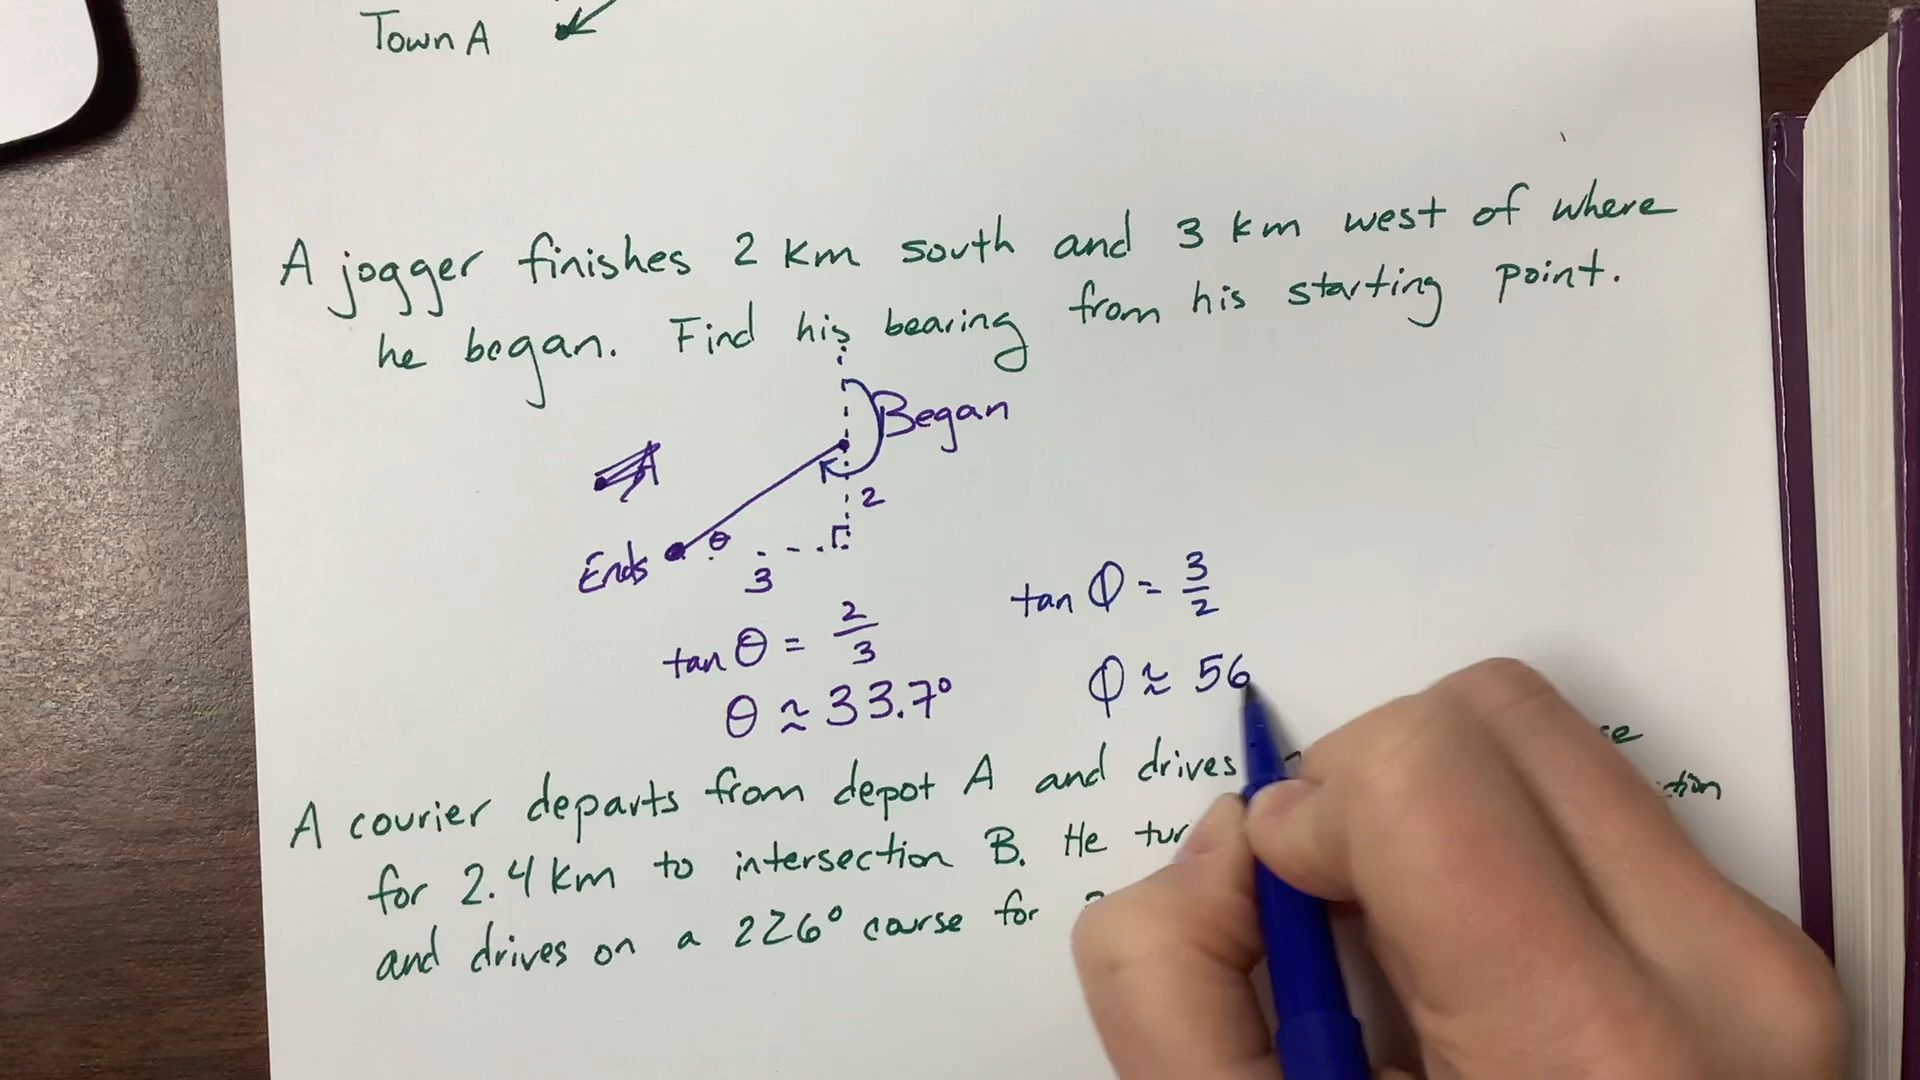 Town A
A jogger finishes 2 km south and 3 km west of where
he began. Find his bearing from his starting point.
Began
A
2
Ends θ
3
tan θ = 2/3
θ ≈ 33.7°
tan ϕ = 3/2
ϕ ≈ 56
A courier departs from depot A and drives
for 2.4 km to intersection B. He
and drives on a 226° course for